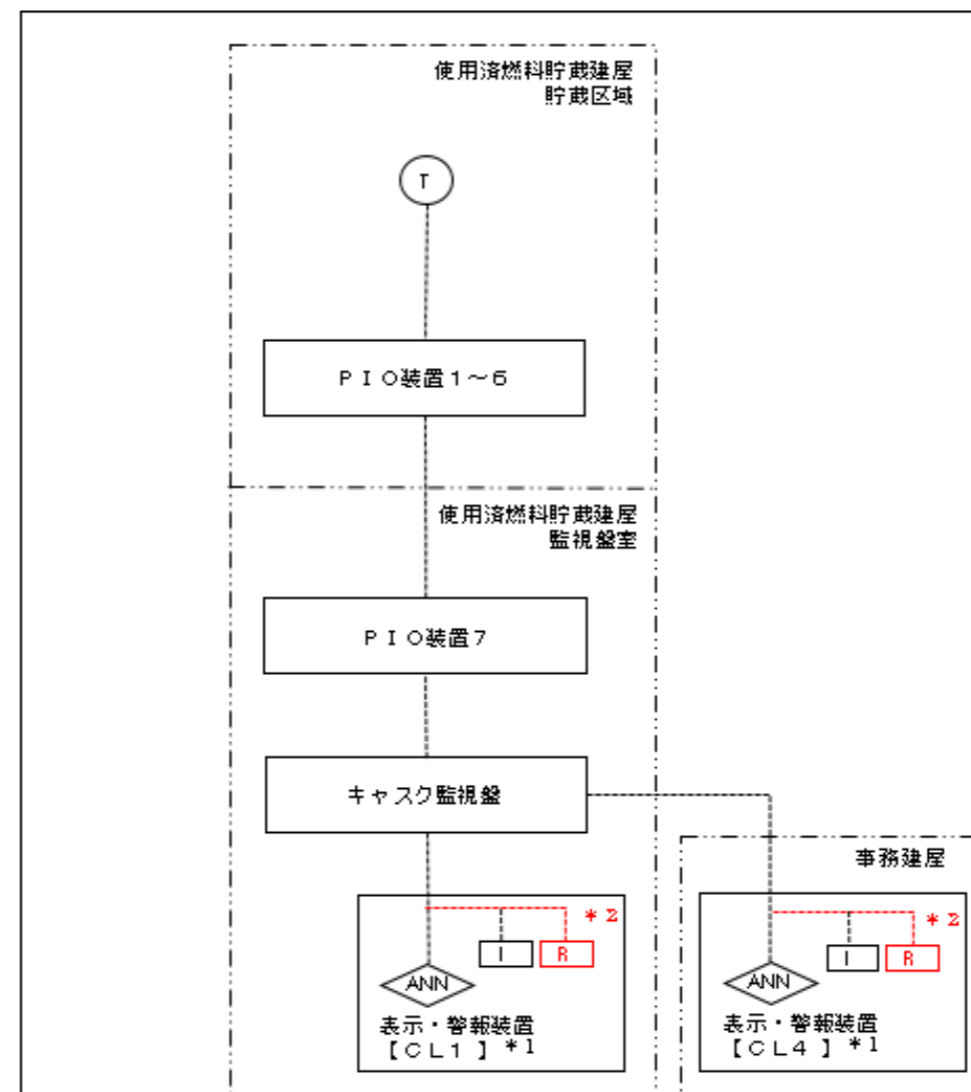 使用済燃料貯蔵建屋
貯蔵区域
T
ＰＩＯ装置１～６
使用済燃料貯蔵建屋
監視盤室
ＰＩＯ装置７
キャスク監視盤
事務建屋
＊２
I
R
ANN
表示・警報装置
【ＣＬ１】＊１
＊２
I
R
ANN
表示・警報装置
【ＣＬ４】＊１